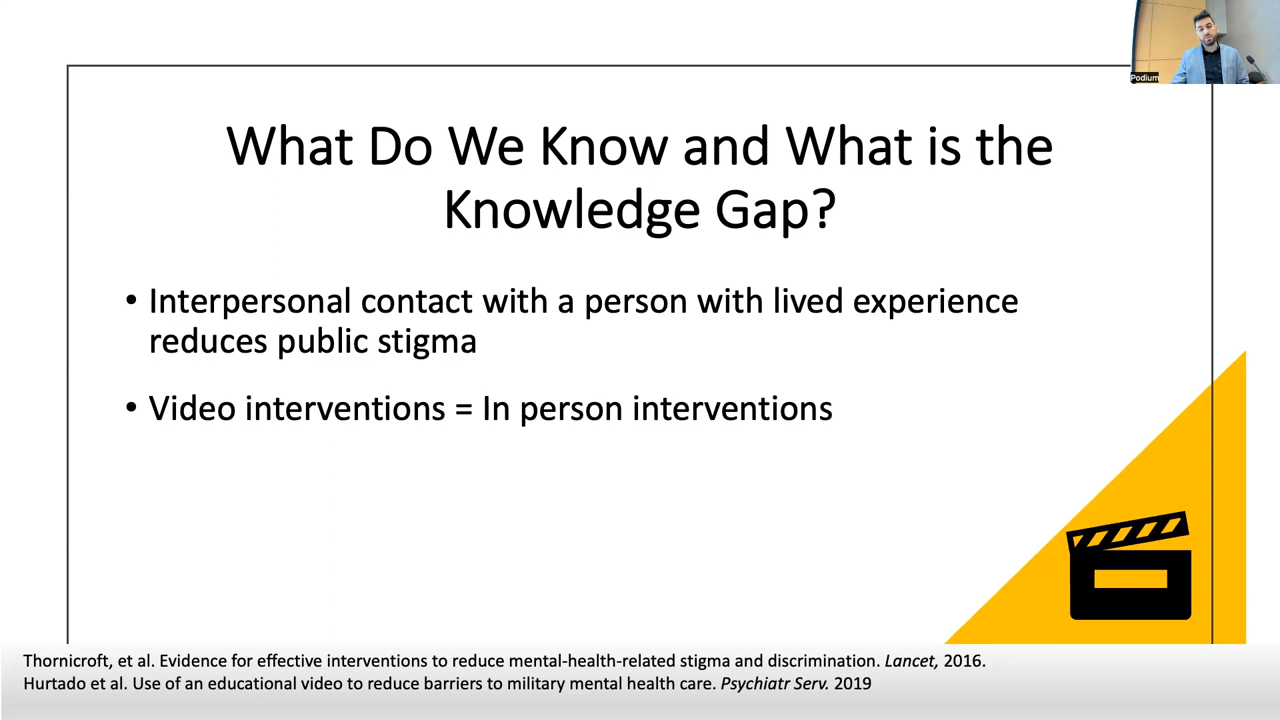 Podium
What Do We Know and What is the
Knowledge Gap?
• Interpersonal contact with a person with lived experience
reduces public stigma
• Video interventions = In person interventions
Thornicroft, et al. Evidence for effective interventions to reduce mental-health-related stigma and discrimination. Lancet, 2016.
Hurtado et al. Use of an educational video to reduce barriers to military mental health care. Psychiatr Serv. 2019